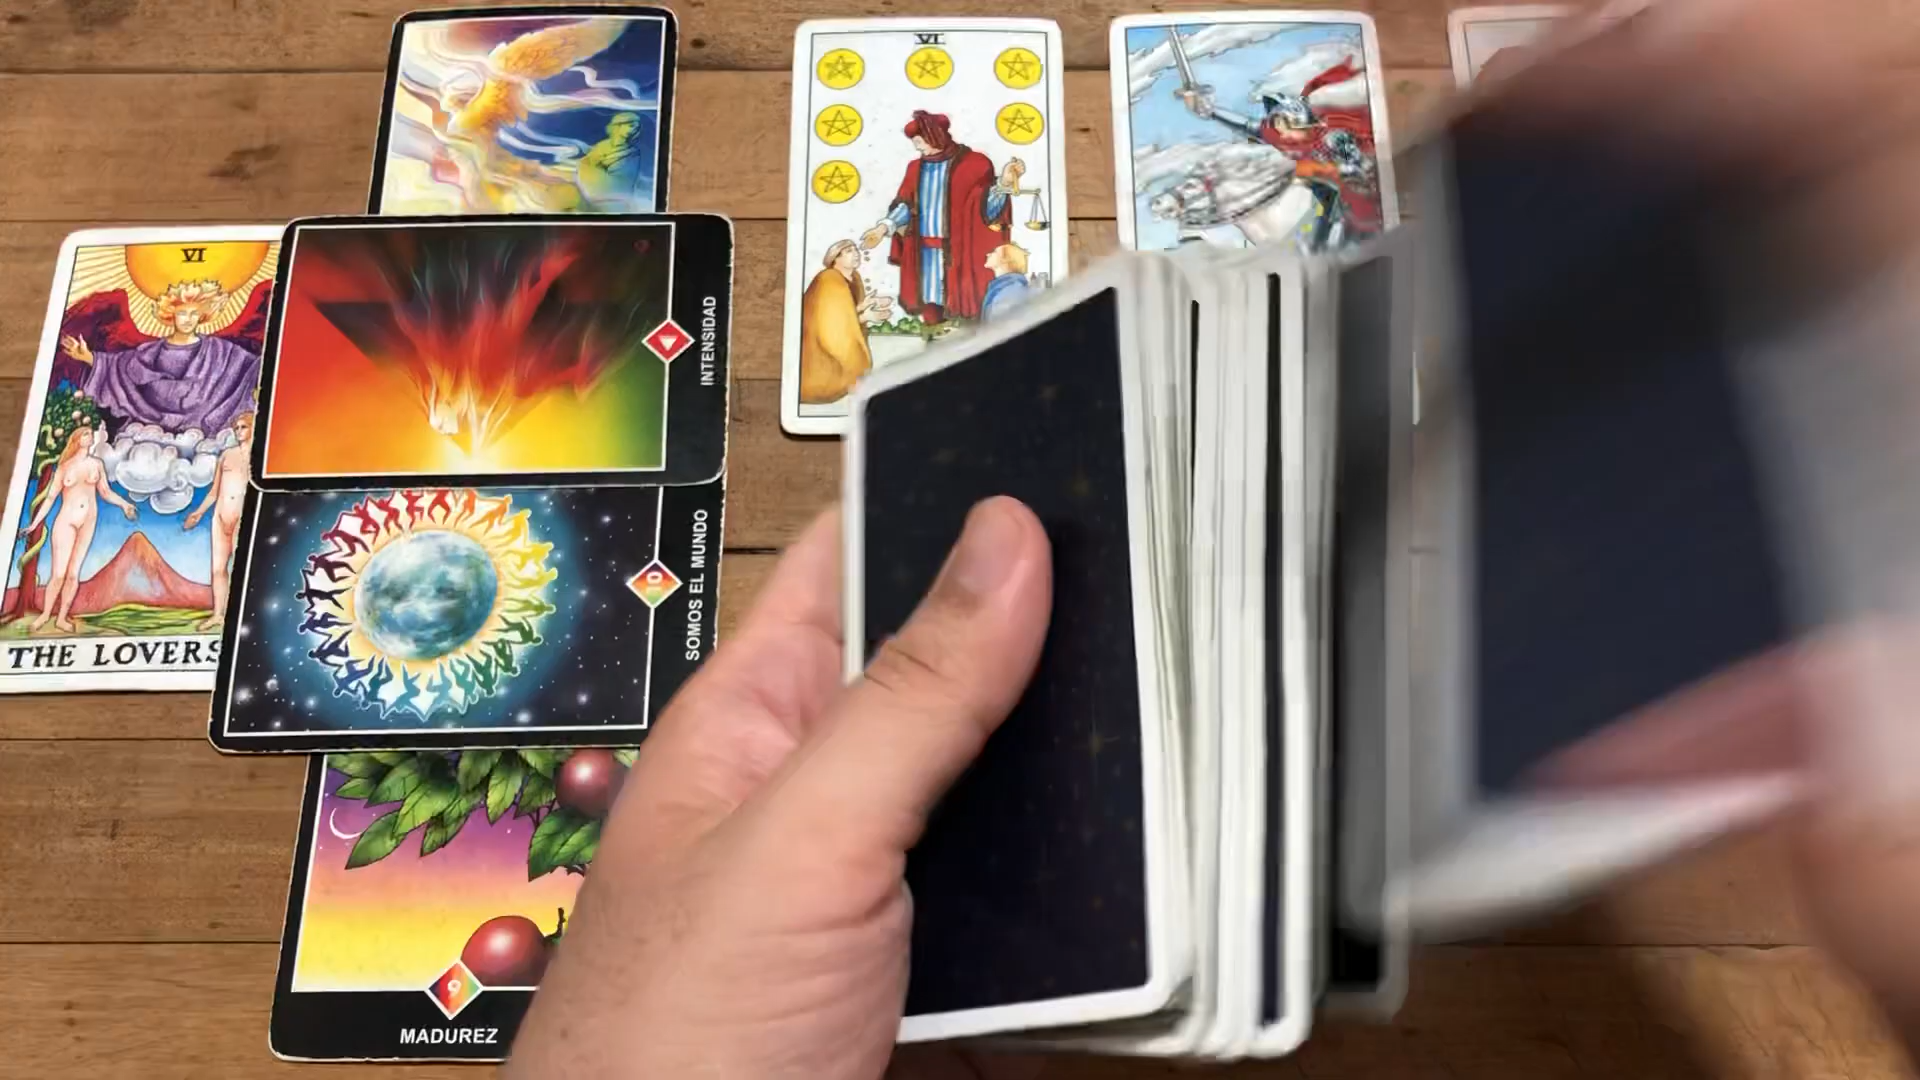 VI
VI
INTENSIDAD
THE LOVERS
10
SOMOS EL MUNDO
9
MADUREZ